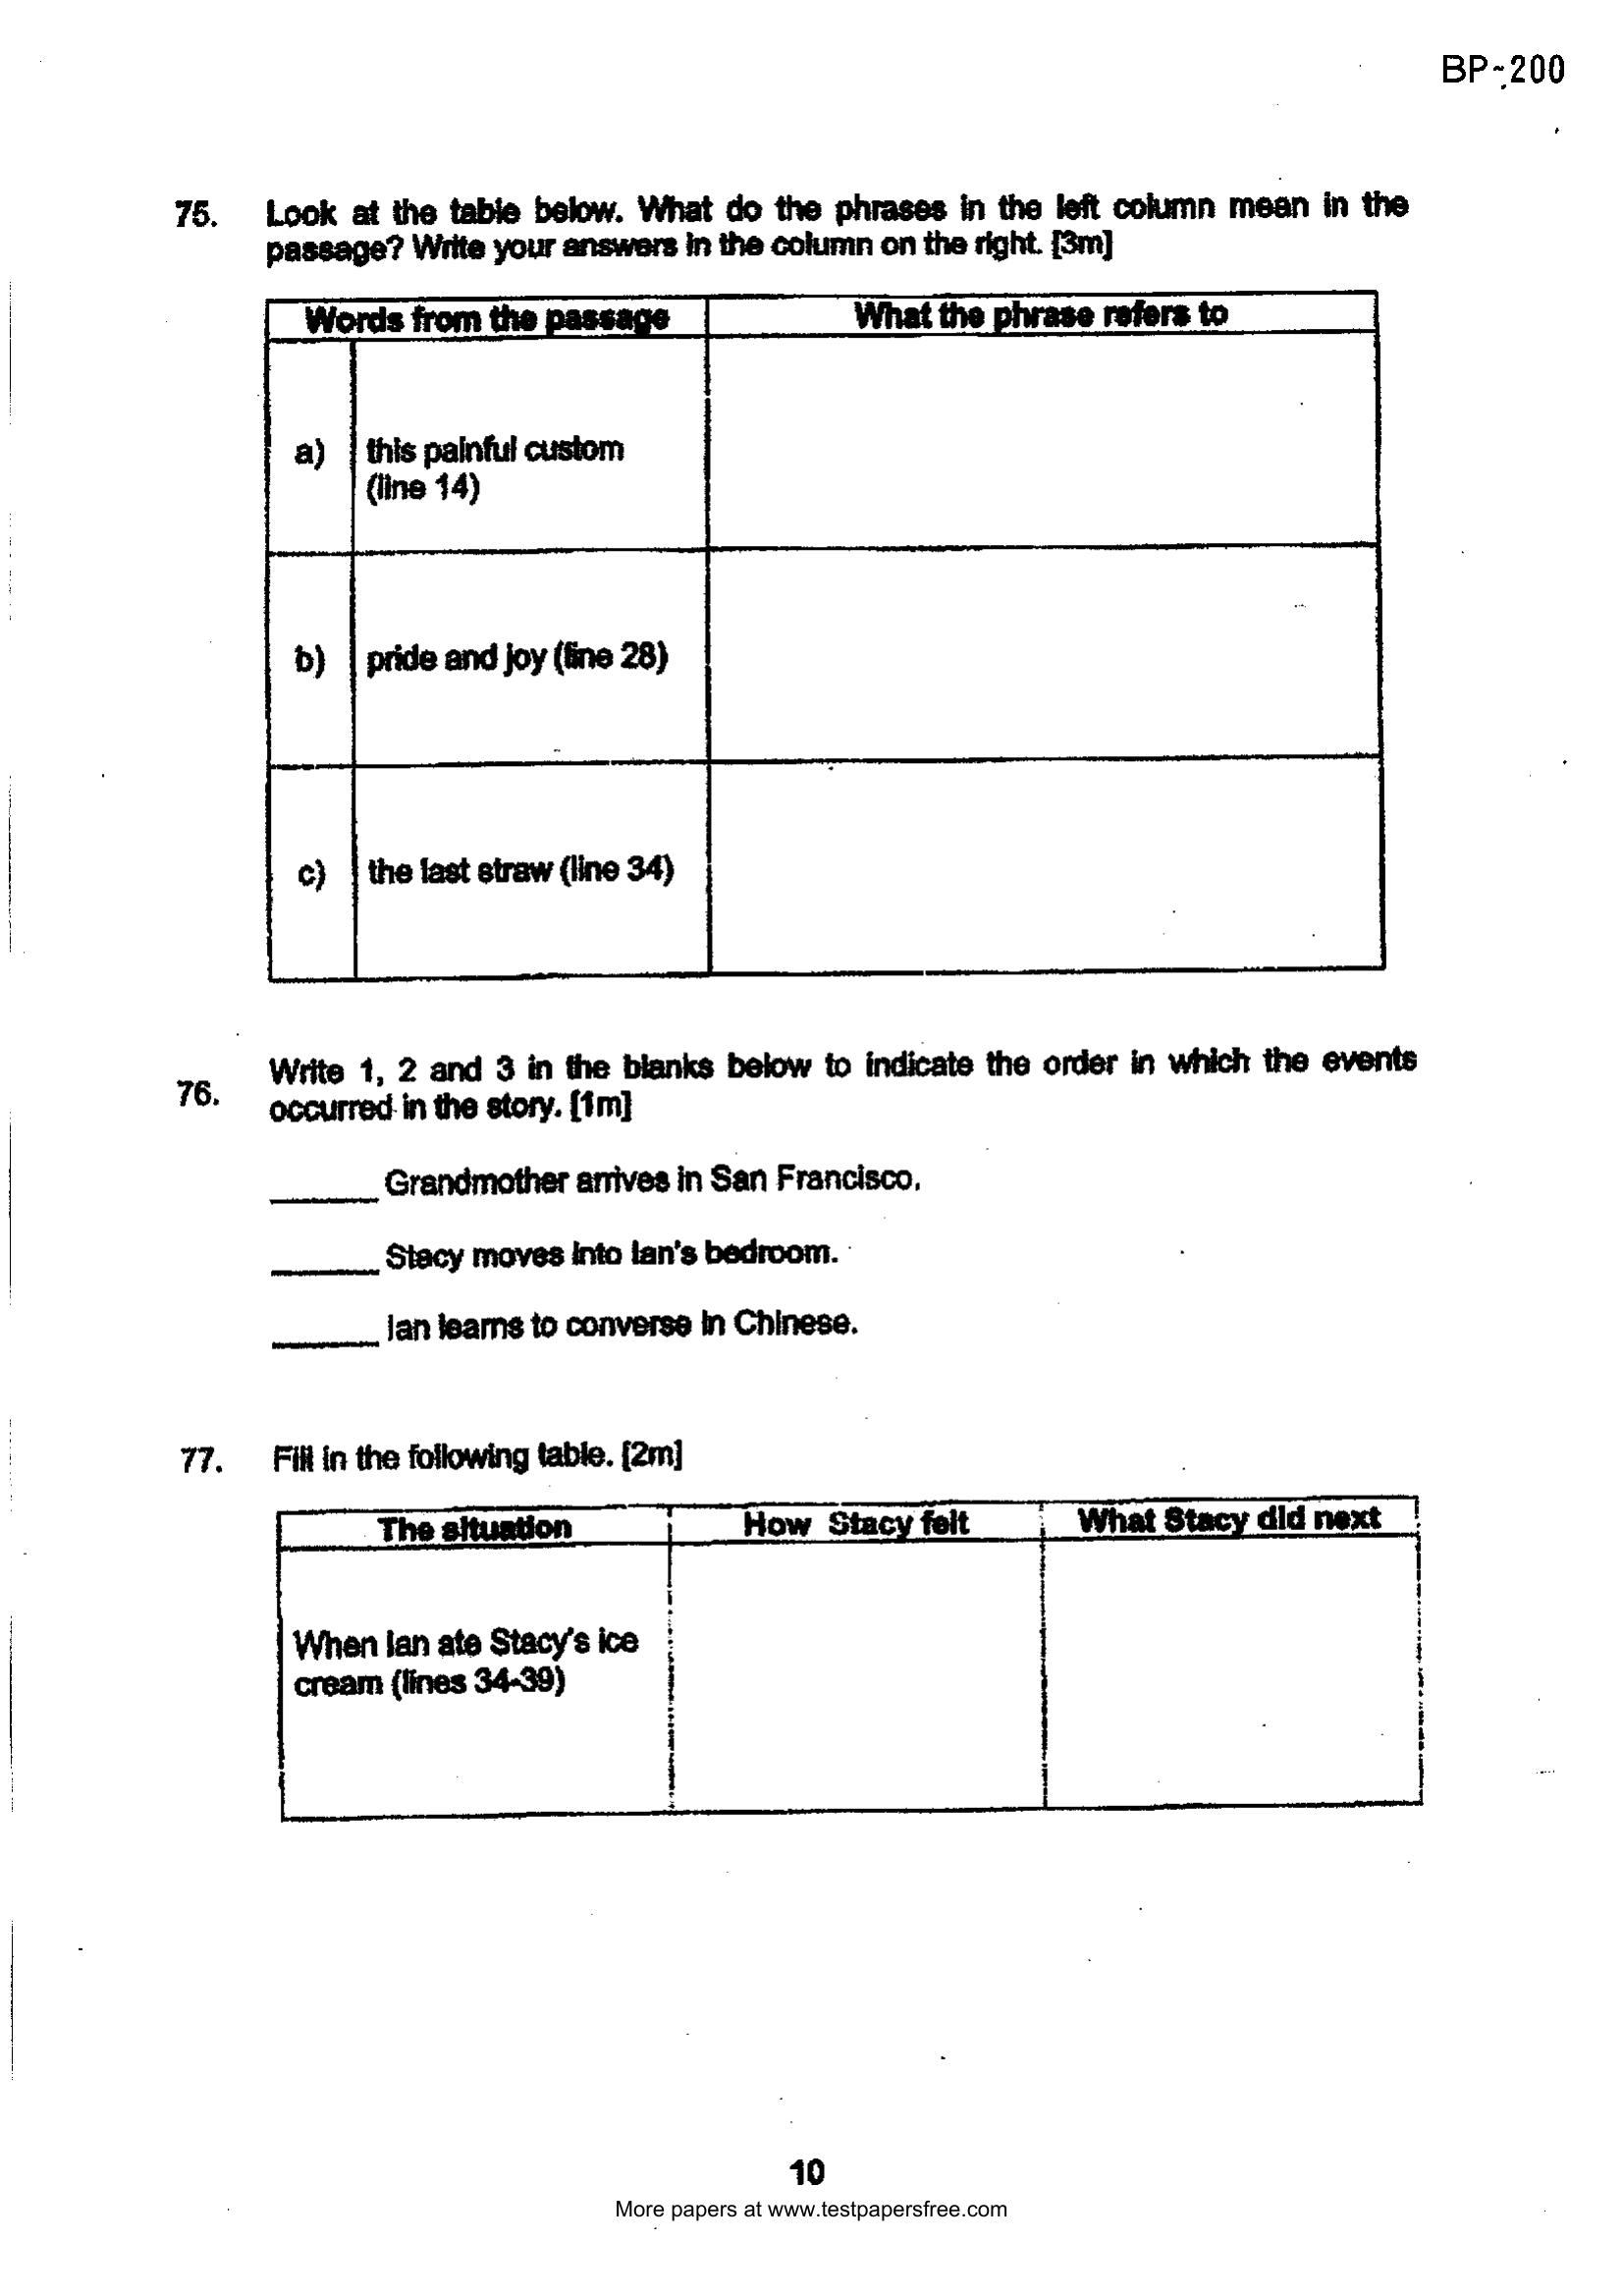 BP-200
75. Look at the table below. What do the phrases in the left column mean in the
passage? Write your answers in the column on the right. [3m]
Words from the passage What the phrase refers to
a) this painful custom
(line 14)
b) pride and joy (line 28)
c) the last straw (line 34)
76. Write 1, 2 and 3 in the blanks below to indicate the order in which the events
occurred in the story. [1m]
______ Grandmother arrives in San Francisco.
______ Stacy moves into Ian's bedroom.
______ Ian learns to converse in Chinese.
77. Fill in the following table. [2m]
The situation How Stacy felt What Stacy did next
When Ian ate Stacy's ice
cream (lines 34-39)
10
More papers at www.testpapersfree.com